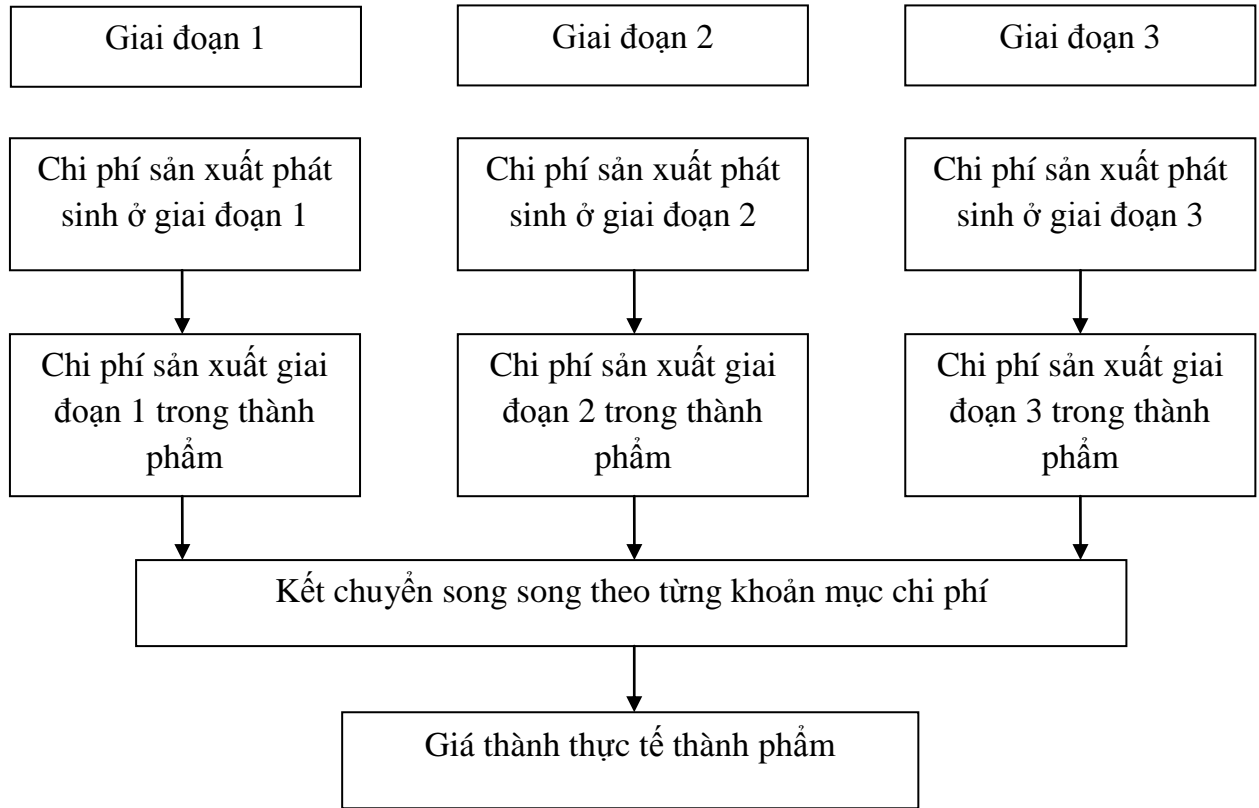 Giai đoạn 1
Giai đoạn 2
Giai đoạn 3
Chi phí sản xuất phát
sinh ở giai đoạn 1
Chi phí sản xuất phát
sinh ở giai đoạn 2
Chi phí sản xuất phát
sinh ở giai đoạn 3
Chi phí sản xuất giai
đoạn 1 trong thành
phẩm
Chi phí sản xuất giai
đoạn 2 trong thành
phẩm
Chi phí sản xuất giai
đoạn 3 trong thành
phẩm
Kết chuyển song song theo từng khoản mục chi phí
Giá thành thực tế thành phẩm